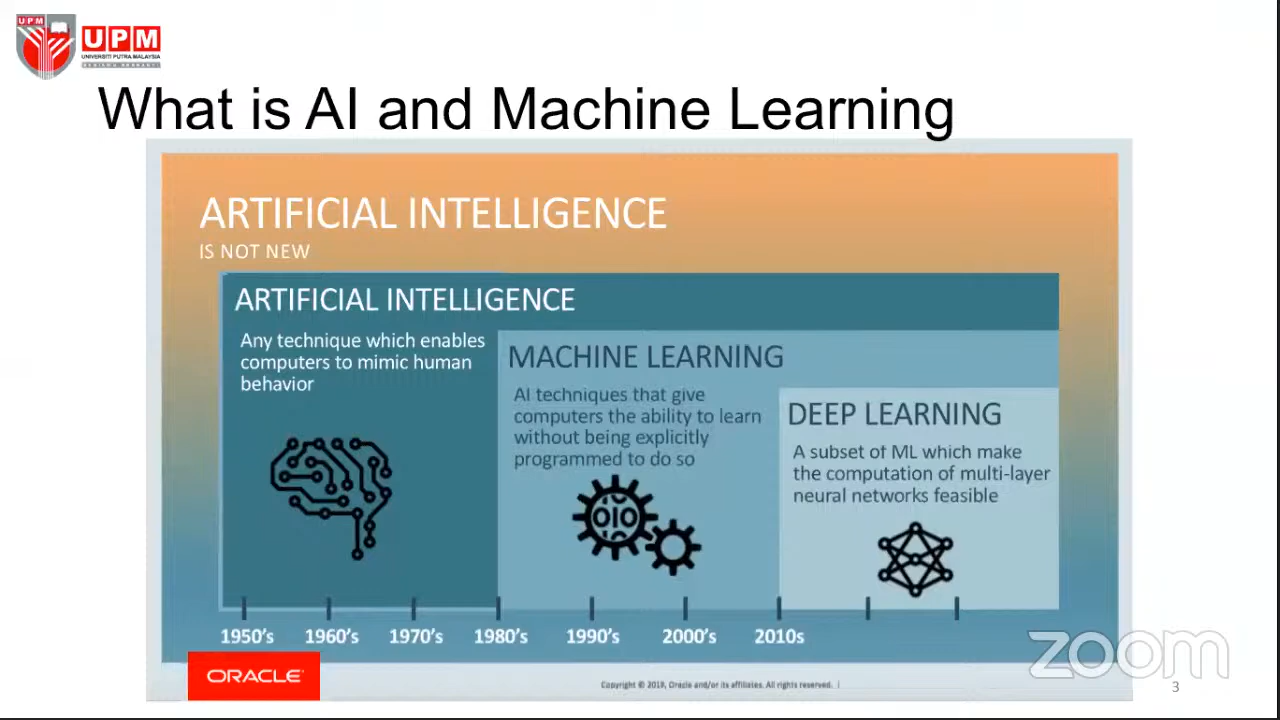 UPM
UPM
UNIVERSITI PUTRA MALAYSIA
What is AI and Machine Learning
ARTIFICIAL INTELLIGENCE
IS NOT NEW
ARTIFICIAL INTELLIGENCE
Any technique which enables
computers to mimic human
behavior
MACHINE LEARNING
AI techniques that give
computers the ability to learn
without being explicitly
programmed to do so
DEEP LEARNING
A subset of ML which make
the computation of multi-layer
neural networks feasible
1950's 1960's 1970's 1980's 1990's 2000's 2010s
ORACLE
Copyright © 2019, Oracle and/or its affiliates. All rights reserved. |
zoom
3